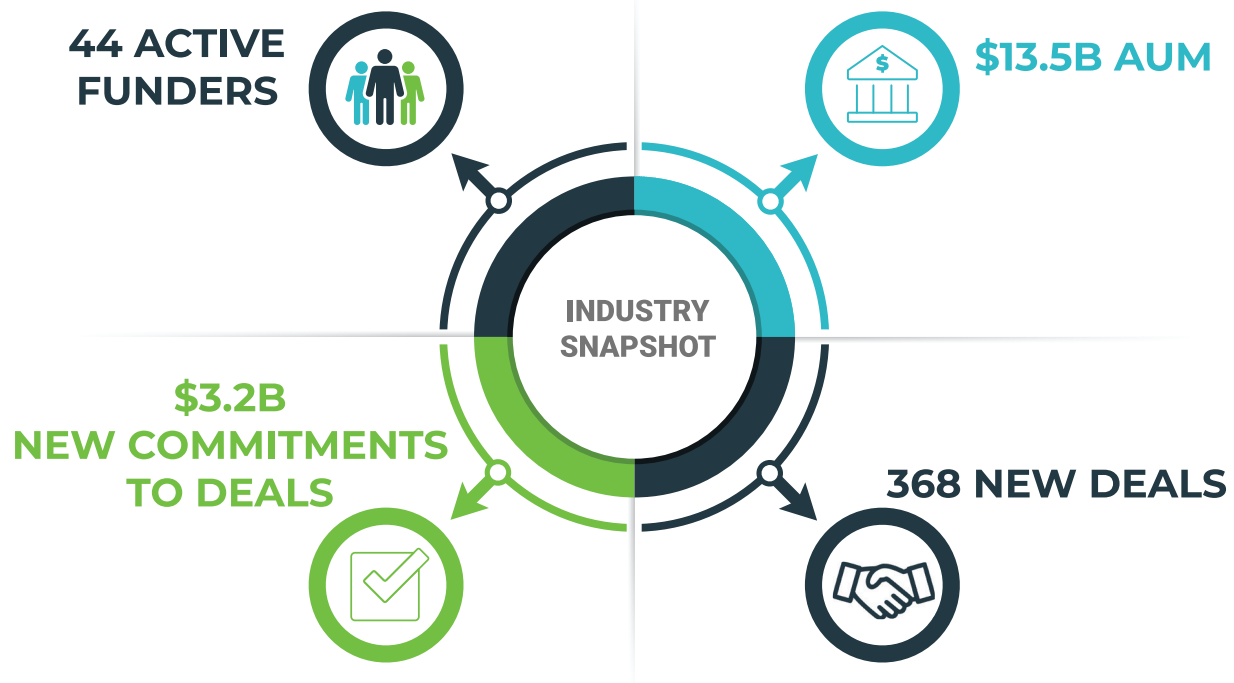 44 ACTIVE
FUNDERS
$
$13.5B AUM
INDUSTRY
SNAPSHOT
$3.2B
NEW COMMITMENTS
TO DEALS
368 NEW DEALS